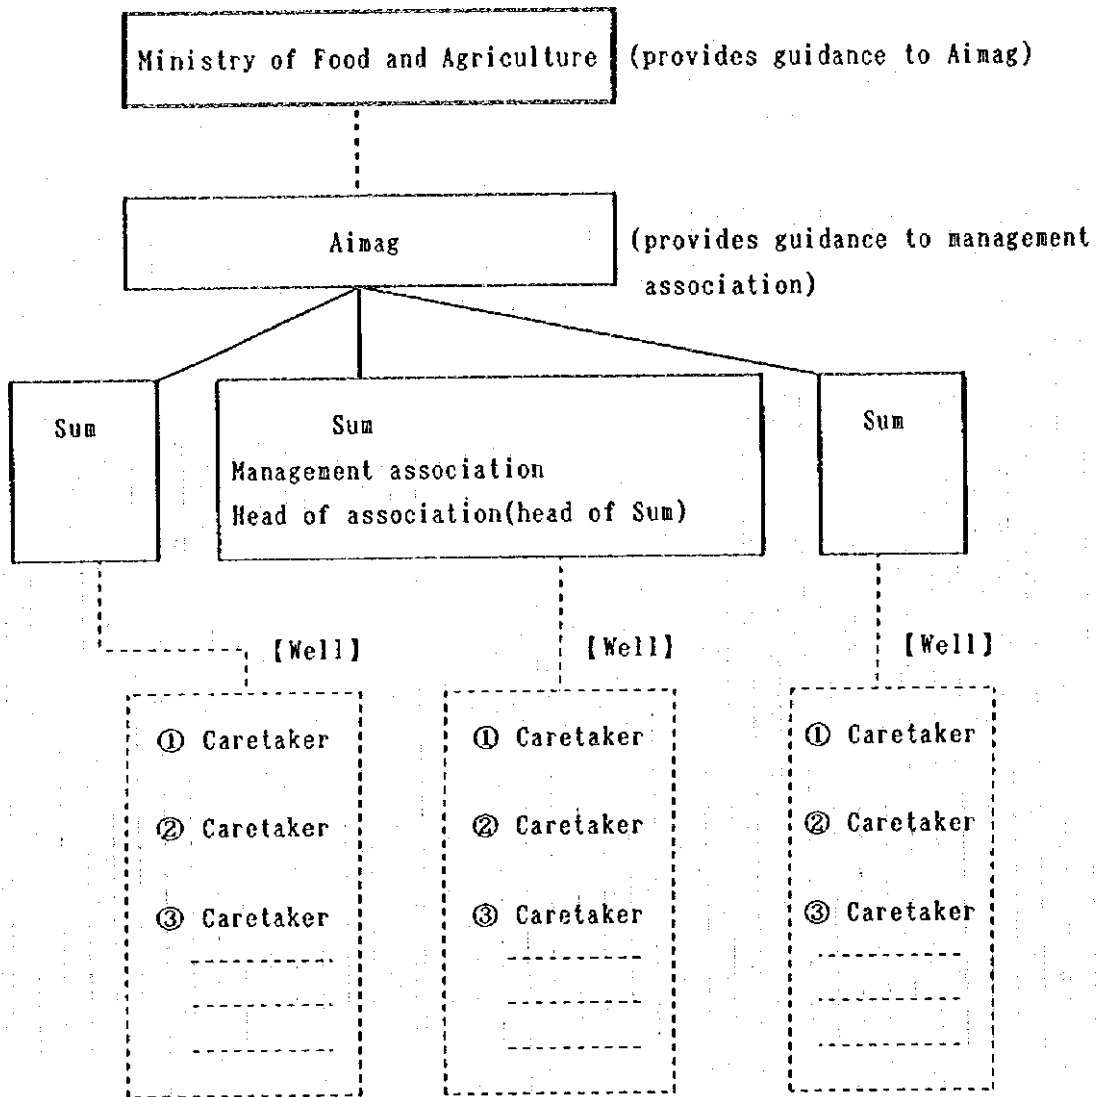 Ministry of Food and Agriculture (provides guidance to Aimag)
Aimag (provides guidance to management
association)
Sum
Sum
Management association
Head of association(head of Sum)
Sum
【Well】
① Caretaker
② Caretaker
③ Caretaker
【Well】
① Caretaker
② Caretaker
③ Caretaker
【Well】
① Caretaker
② Caretaker
③ Caretaker